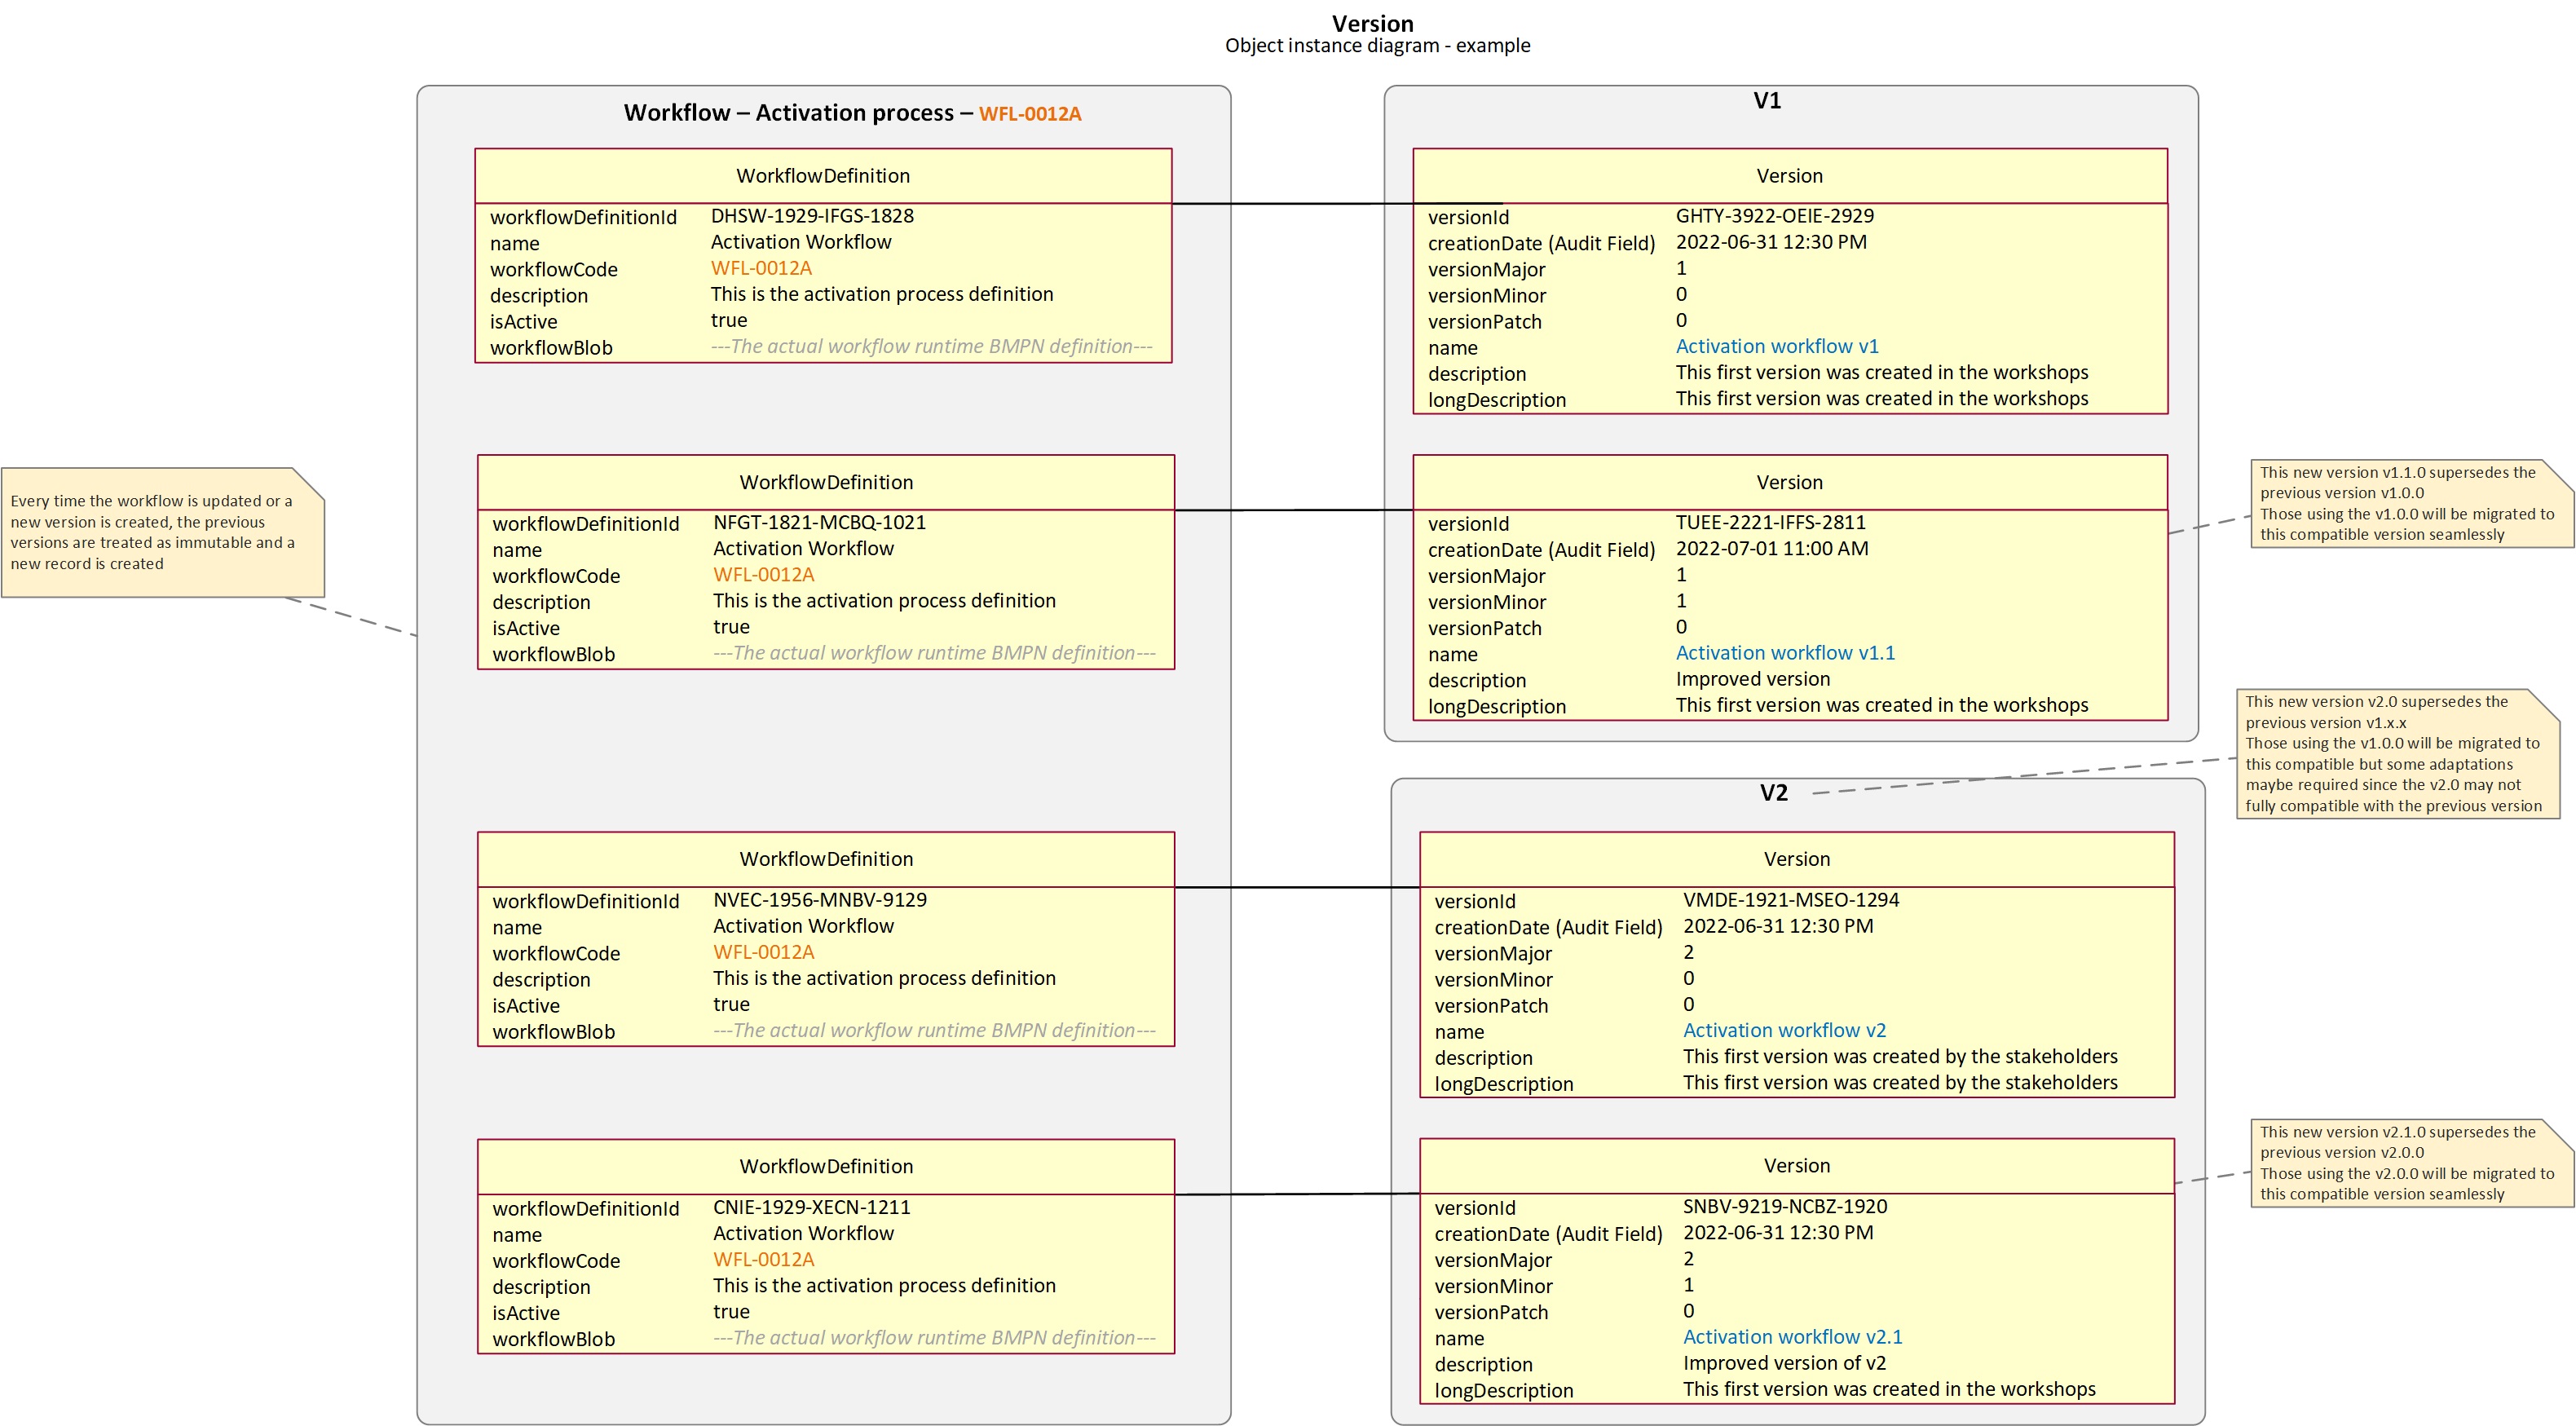 Version
Object instance diagram - example
Workflow – Activation process – WFL-0012A
WorkflowDefinition
workflowDefinitionId DHSW-1929-IFGS-1828
name Activation Workflow
workflowCode WFL-0012A
description This is the activation process definition
isActive true
workflowBlob ---The actual workflow runtime BMPN definition---
WorkflowDefinition
workflowDefinitionId NFGT-1821-MCBQ-1021
name Activation Workflow
workflowCode WFL-0012A
description This is the activation process definition
isActive true
workflowBlob ---The actual workflow runtime BMPN definition---
WorkflowDefinition
workflowDefinitionId NVEC-1956-MNBV-9129
name Activation Workflow
workflowCode WFL-0012A
description This is the activation process definition
isActive true
workflowBlob ---The actual workflow runtime BMPN definition---
WorkflowDefinition
workflowDefinitionId CNIE-1929-XECN-1211
name Activation Workflow
workflowCode WFL-0012A
description This is the activation process definition
isActive true
workflowBlob ---The actual workflow runtime BMPN definition---
Every time the workflow is updated or a
new version is created, the previous
versions are treated as immutable and a
new record is created
V1
Version
versionId GHTY-3922-OEIE-2929
creationDate (Audit Field) 2022-06-31 12:30 PM
versionMajor 1
versionMinor 0
versionPatch 0
name Activation workflow v1
description This first version was created in the workshops
longDescription This first version was created in the workshops
Version
versionId TUEE-2221-IFFS-2811
creationDate (Audit Field) 2022-07-01 11:00 AM
versionMajor 1
versionMinor 1
versionPatch 0
name Activation workflow v1.1
description Improved version
longDescription This first version was created in the workshops
This new version v1.1.0 supersedes the
previous version v1.0.0
Those using the v1.0.0 will be migrated to
this compatible version seamlessly
V2
Version
versionId VMDE-1921-MSEO-1294
creationDate (Audit Field) 2022-06-31 12:30 PM
versionMajor 2
versionMinor 0
versionPatch 0
name Activation workflow v2
description This first version was created by the stakeholders
longDescription This first version was created by the stakeholders
Version
versionId SNBV-9219-NCBZ-1920
creationDate (Audit Field) 2022-06-31 12:30 PM
versionMajor 2
versionMinor 1
versionPatch 0
name Activation workflow v2.1
description Improved version of v2
longDescription This first version was created in the workshops
This new version v2.0 supersedes the
previous version v1.x.x
Those using the v1.0.0 will be migrated to
this compatible but some adaptations
maybe required since the v2.0 may not
fully compatible with the previous version
This new version v2.1.0 supersedes the
previous version v2.0.0
Those using the v2.0.0 will be migrated to
this compatible version seamlessly